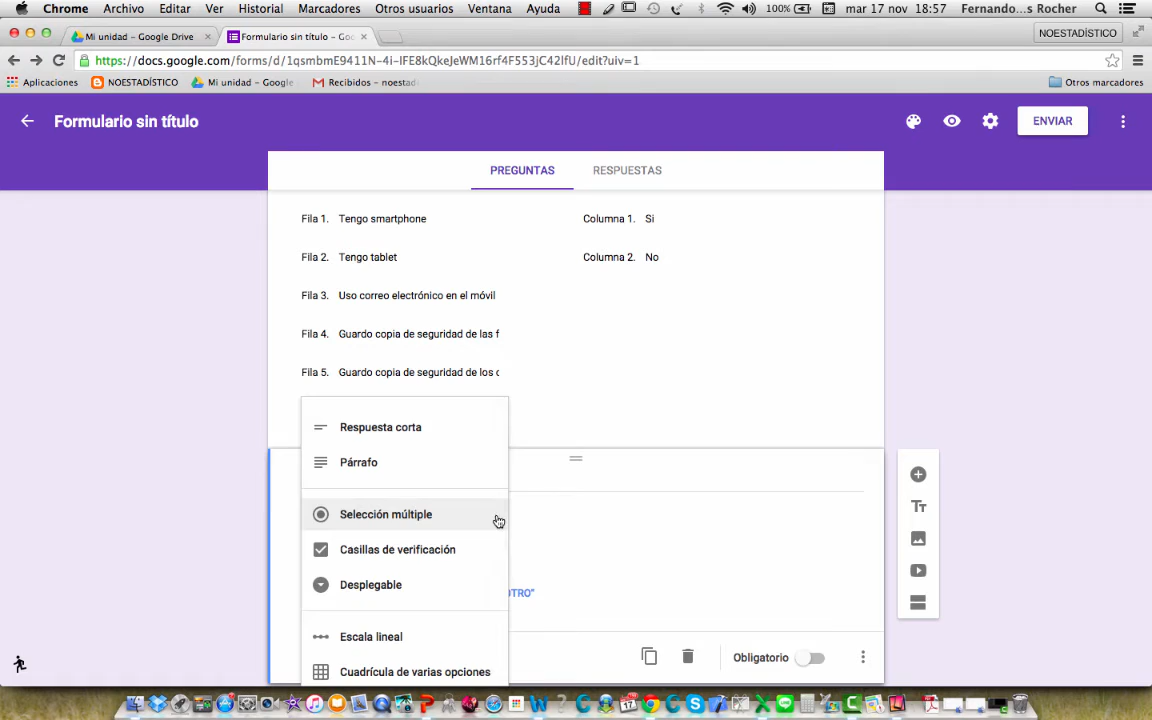 Chrome Archivo Editar Ver Historial Marcadores Otros usuarios Ventana Ayuda 100% mar 17 nov 18:57 Fernando...s Rocher
Mi unidad – Google Drive
Formulario sin título – Goo
NOESTADÍSTICO
https://docs.google.com/forms/d/1qsmbmE9411N-4i-IFE8kQkeJeWM16rf4F553jC42lfU/edit?uiv=1
Aplicaciones NOESTADÍSTICO Mi unidad – Google Recibidos – noestad Otros marcadores
Formulario sin título
ENVIAR
PREGUNTAS RESPUESTAS
Fila 1. Tengo smartphone Columna 1. Si
Fila 2. Tengo tablet Columna 2. No
Fila 3. Uso correo electrónico en el móvil
Fila 4. Guardo copia de seguridad de las f
Fila 5. Guardo copia de seguridad de los c
Respuesta corta
Párrafo
Selección múltiple
Casillas de verificación
Desplegable
OTRO"
Escala lineal
Obligatorio
Cuadrícula de varias opciones